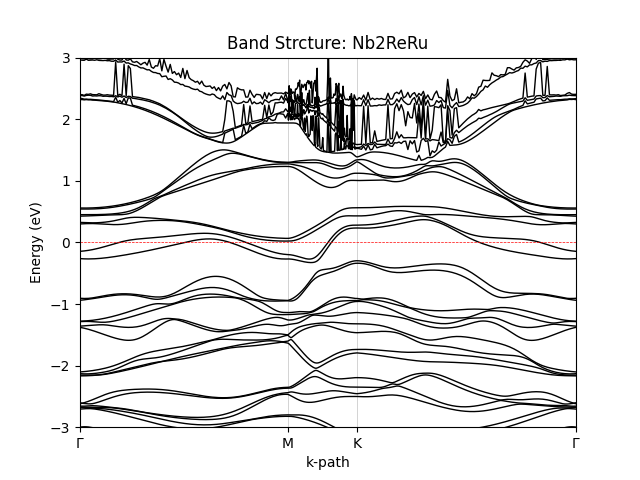 Band Strcture: Nb2ReRu
3
2
1
0
−1
−2
−3
Energy (eV)
Γ M K Γ
k-path